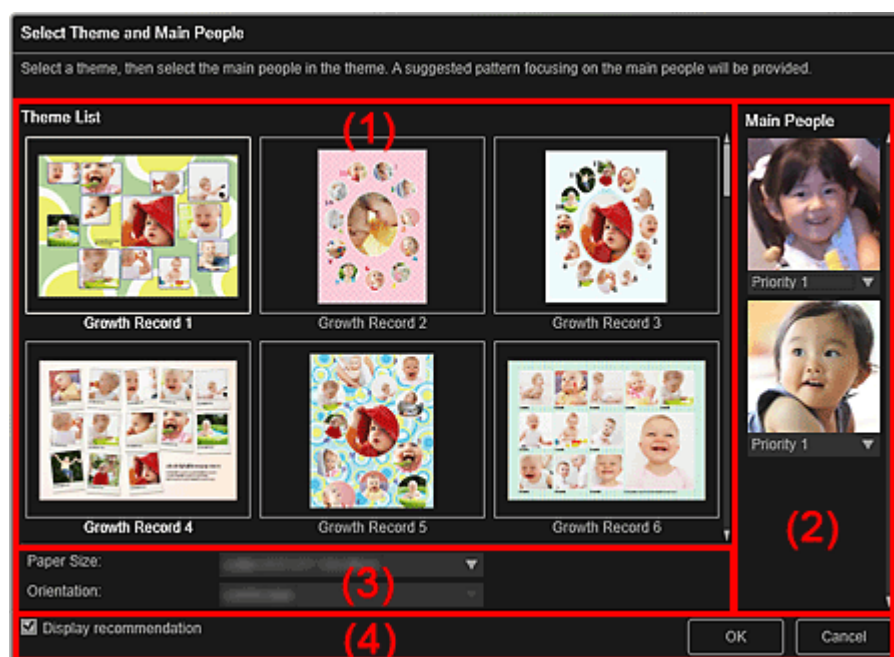 Select Theme and Main People
Select a theme, then select the main people in the theme. A suggested pattern focusing on the main people will be provided.
Theme List
(1)
Growth Record 1
Growth Record 2
Growth Record 3
Growth Record 4
Growth Record 5
Growth Record 6
Main People
Priority 1
Priority 1
(2)
Paper Size:
Orientation:
(3)
Display recommendation
(4)
OK
Cancel